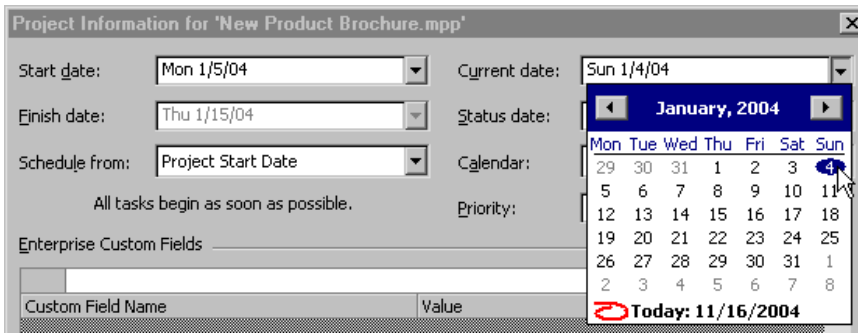 Project Information for 'New Product Brochure.mpp'
Start date: Mon 1/5/04 Current date: Sun 1/4/04
Finish date: Thu 1/15/04 Status date:
Schedule from: Project Start Date Calendar:
All tasks begin as soon as possible. Priority:
Enterprise Custom Fields
Custom Field Name Value
January, 2004
Mon Tue Wed Thu Fri Sat Sun
29 30 31 1 2 3 4
5 6 7 8 9 10 11
12 13 14 15 16 17 18
19 20 21 22 23 24 25
26 27 28 29 30 31 1
2 3 4 5 6 7 8
Today: 11/16/2004